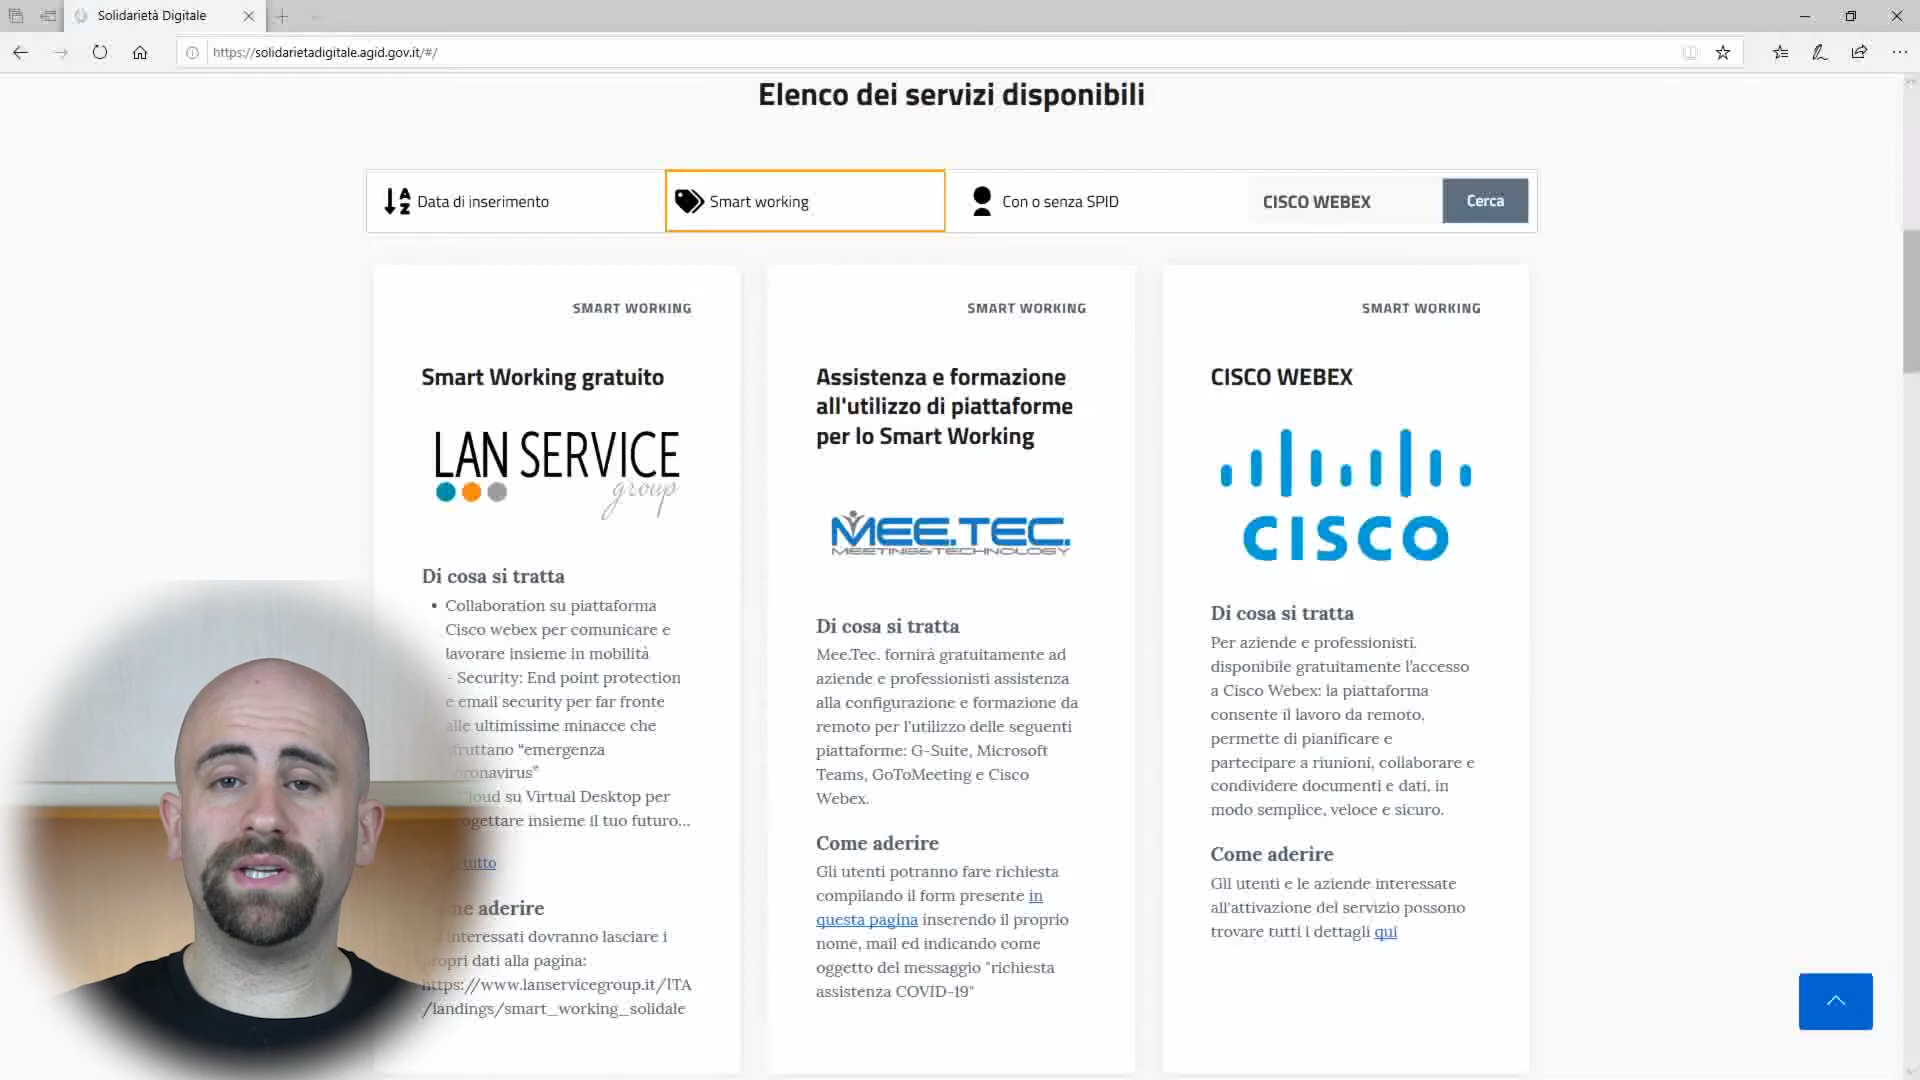 Solidarietà Digitale
https://solidarietadigitale.agid.gov.it/#/
Elenco dei servizi disponibili
Data di inserimento
Smart working
Con o senza SPID
CISCO WEBEX
Cerca
SMART WORKING
Smart Working gratuito
LAN SERVICE
group
Di cosa si tratta
• Collaboration su piattaforma
Cisco webex per comunicare e
lavorare insieme in mobilità
- Security: End point protection
e email security per far fronte
alle ultimissime minacce che
sfruttano “emergenza
coronavirus”
Cloud su Virtual Desktop per
progettare insieme il tuo futuro...
tutto
Come aderire
interessati dovranno lasciare i
propri dati alla pagina:
https://www.lanservicegroup.it/ITA
/landings/smart_working_solidale
SMART WORKING
Assistenza e formazione
all'utilizzo di piattaforme
per lo Smart Working
MEE.TEC.
MEETING&TECHNOLOGY
Di cosa si tratta
Mee.Tec. fornirà gratuitamente ad
aziende e professionisti assistenza
alla configurazione e formazione da
remoto per l'utilizzo delle seguenti
piattaforme: G-Suite, Microsoft
Teams, GoToMeeting e Cisco
Webex.
Come aderire
Gli utenti potranno fare richiesta
compilando il form presente in
questa pagina inserendo il proprio
nome, mail ed indicando come
oggetto del messaggio "richiesta
assistenza COVID-19"
SMART WORKING
CISCO WEBEX
CISCO
Di cosa si tratta
Per aziende e professionisti,
disponibile gratuitamente l'accesso
a Cisco Webex: la piattaforma
consente il lavoro da remoto,
permette di pianificare e
partecipare a riunioni, collaborare e
condividere documenti e dati, in
modo semplice, veloce e sicuro.
Come aderire
Gli utenti e le aziende interessate
all'attivazione del servizio possono
trovare tutti i dettagli qui